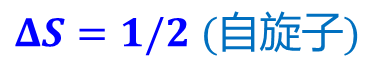 ΔS = 1/2 (自旋子)